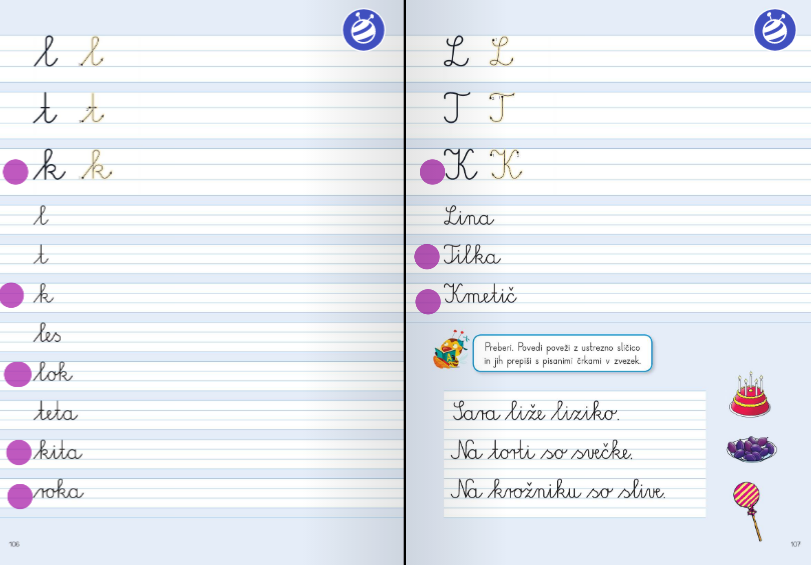 l l
t t
k k
l
t
k
les
lok
teta
kita
roka
106
L L
T T
K K
Lina
Tilka
Kmetič
Preberi. Povedi poveži z ustrezno sličico
in jih prepiši s pisanimi črkami v zvezek.
Sara liže liziko.
Na torti so svečke.
Na krožniku so slive.
107